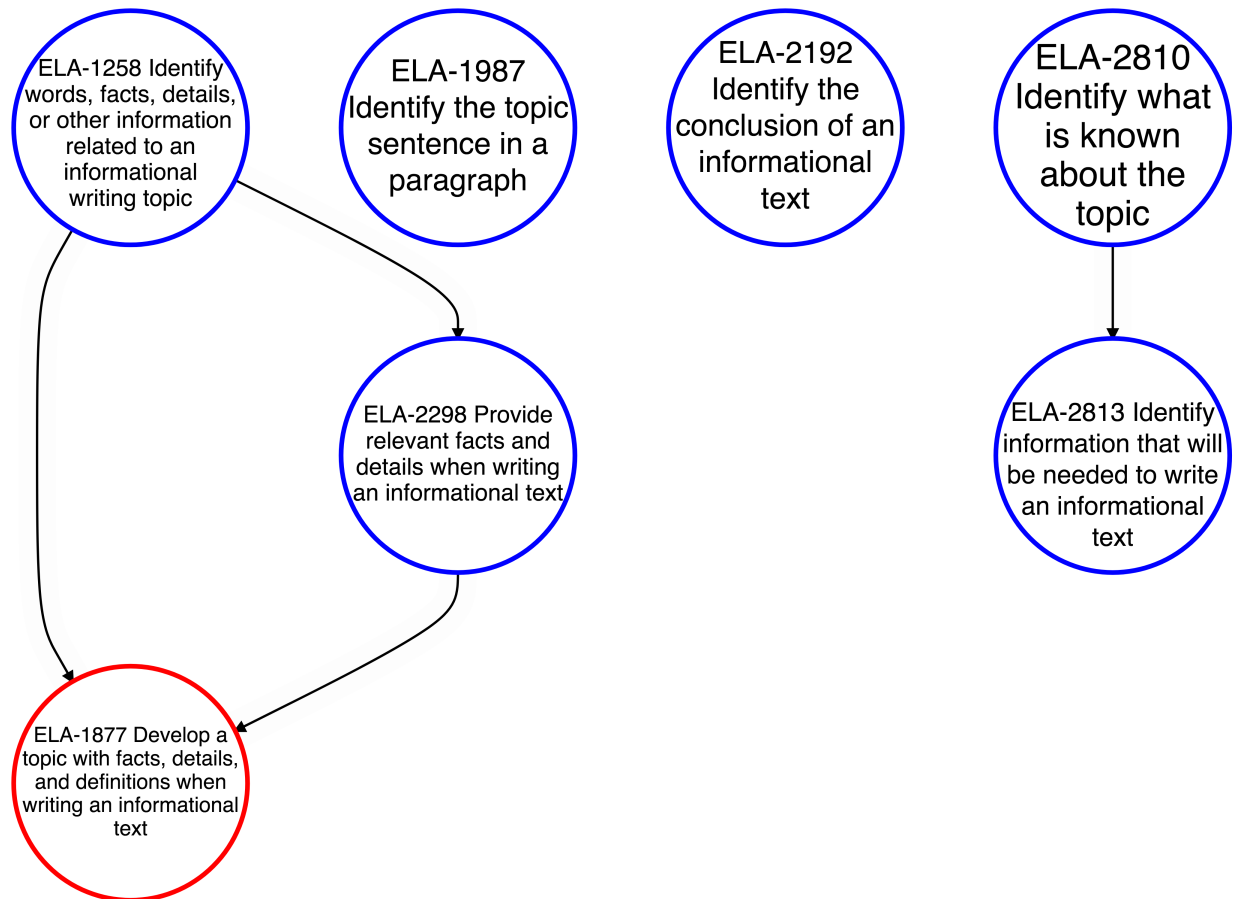 ELA-1258 Identify
words, facts, details,
or other information
related to an
informational
writing topic
ELA-1987
Identify the topic
sentence in a
paragraph
ELA-2192
Identify the
conclusion of an
informational
text
ELA-2810
Identify what
is known
about the
topic
ELA-2298 Provide
relevant facts and
details when writing
an informational text
ELA-2813 Identify
information that will
be needed to write
an informational
text
ELA-1877 Develop a
topic with facts, details,
and definitions when
writing an informational
text